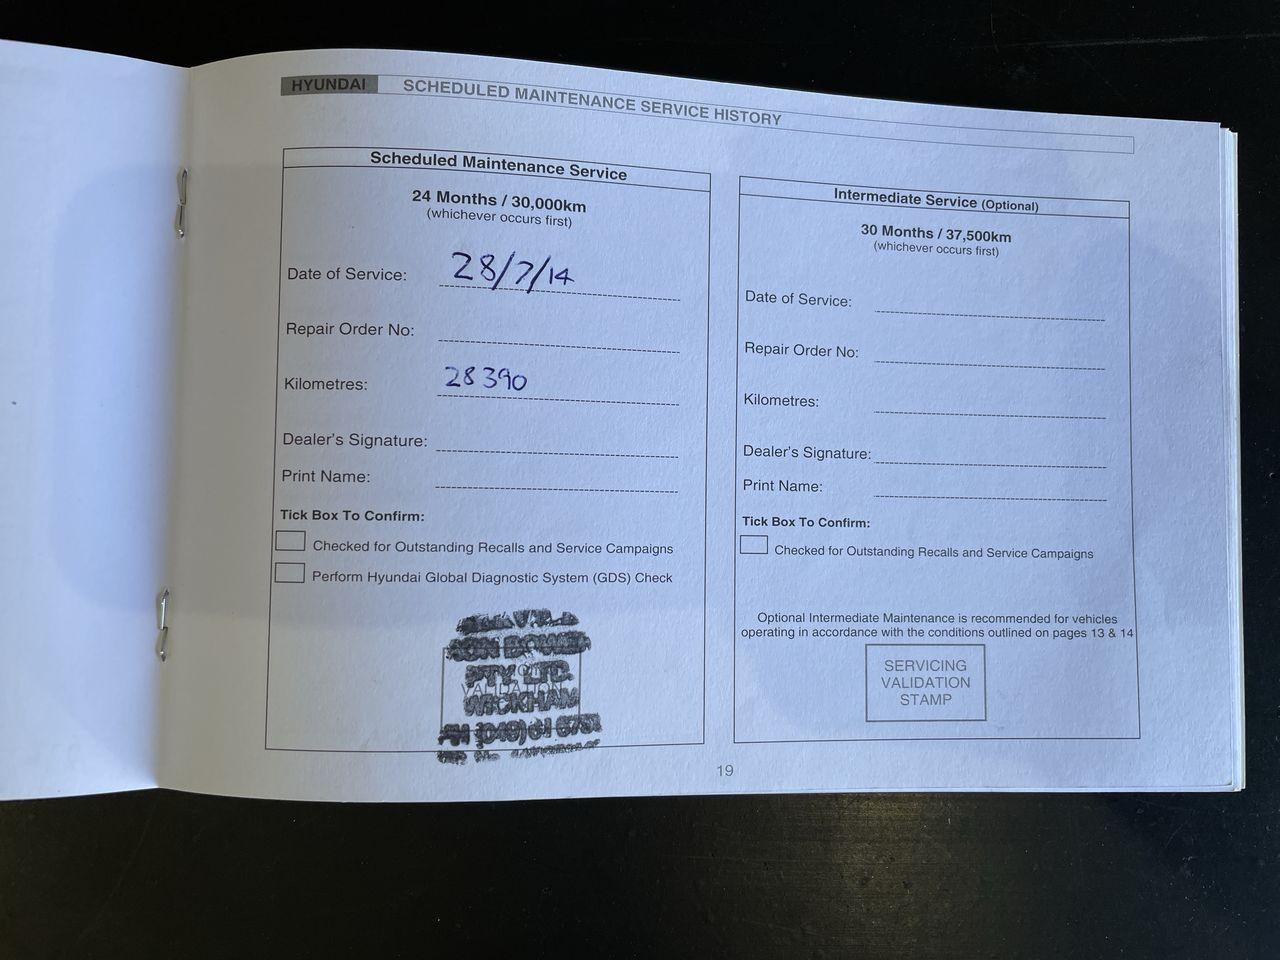 HYUNDAI SCHEDULED MAINTENANCE SERVICE HISTORY
Scheduled Maintenance Service
24 Months / 30,000km
(whichever occurs first)
Date of Service: 28/7/14
Repair Order No:
Kilometres: 28390
Dealer's Signature:
Print Name:
Tick Box To Confirm:
Checked for Outstanding Recalls and Service Campaigns
Perform Hyundai Global Diagnostic System (GDS) Check
PTY. LTD.
VALIDATION
WICKHAM
Intermediate Service (Optional)
30 Months / 37,500km
(whichever occurs first)
Date of Service:
Repair Order No:
Kilometres:
Dealer's Signature:
Print Name:
Tick Box To Confirm:
Checked for Outstanding Recalls and Service Campaigns
Optional Intermediate Maintenance is recommended for vehicles
operating in accordance with the conditions outlined on pages 13 & 14
SERVICING
VALIDATION
STAMP
19